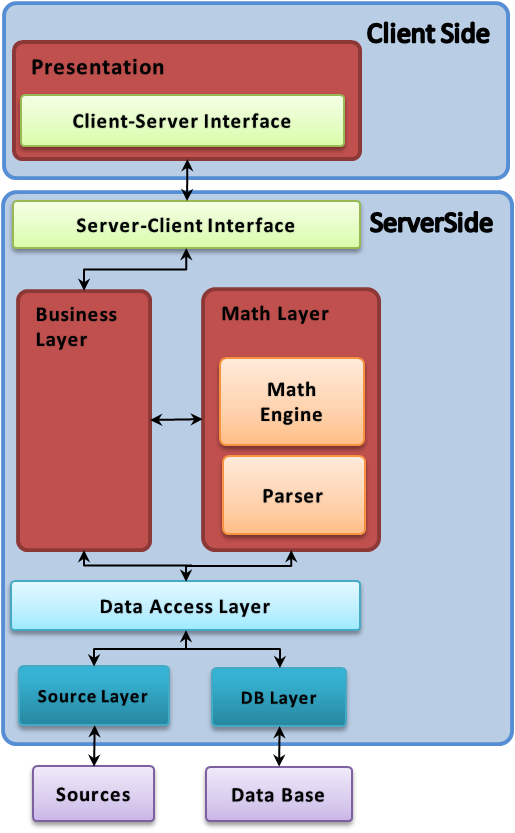 Client Side
Presentation
Client-Server Interface
Server-Client Interface
ServerSide
Business
Layer
Math Layer
Math
Engine
Parser
Data Access Layer
Source Layer
DB Layer
Sources
Data Base